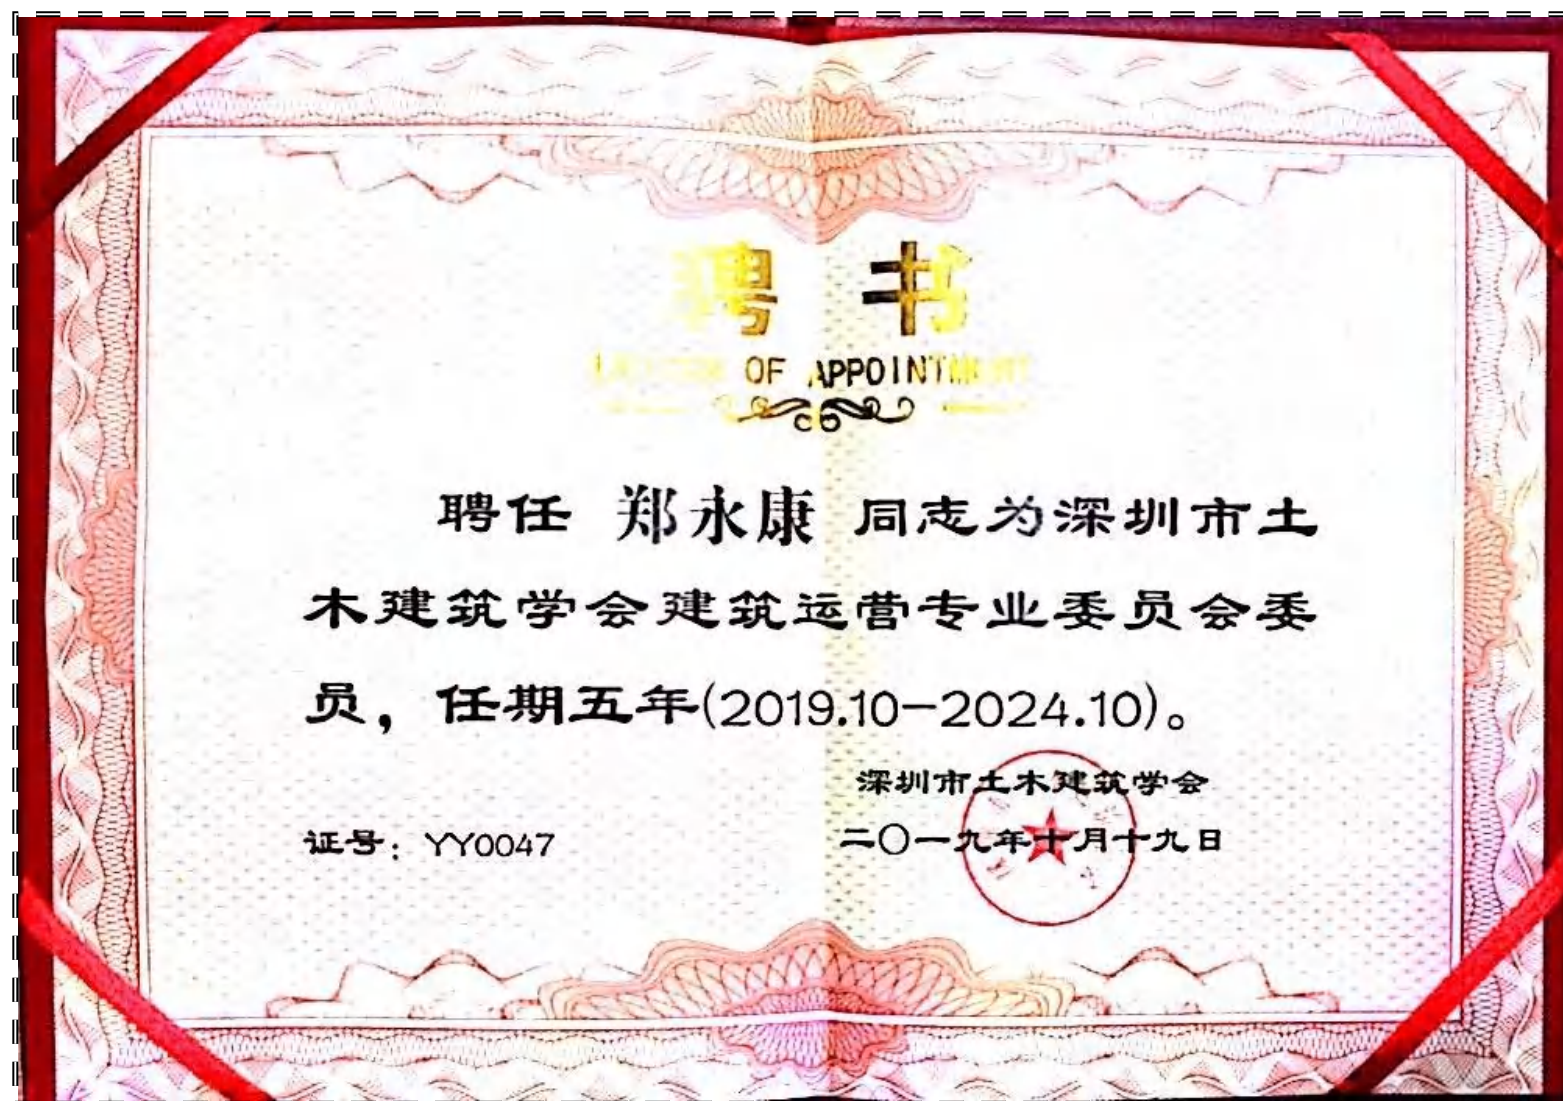 聘书
LETTER OF APPOINTMENT
聘任 郑永康 同志为深圳市土
木建筑学会建筑运营专业委员会委
员，任期五年(2019.10-2024.10)。
深圳市土木建筑学会
证号：YY0047
二〇一九年十月十九日